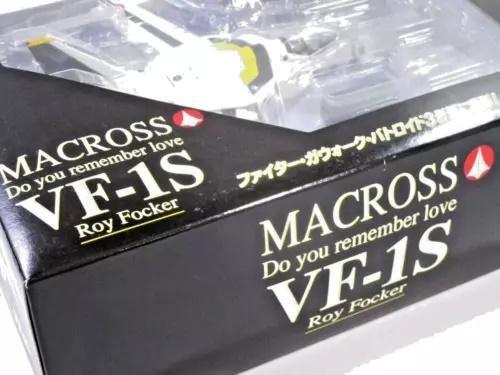 MACROSS
Do you remember love
VF-1S
Roy Focker
ファイター・ガウォーク・バトロイド3
MACROSS
Do you remember love
VF-1S
Roy Focker